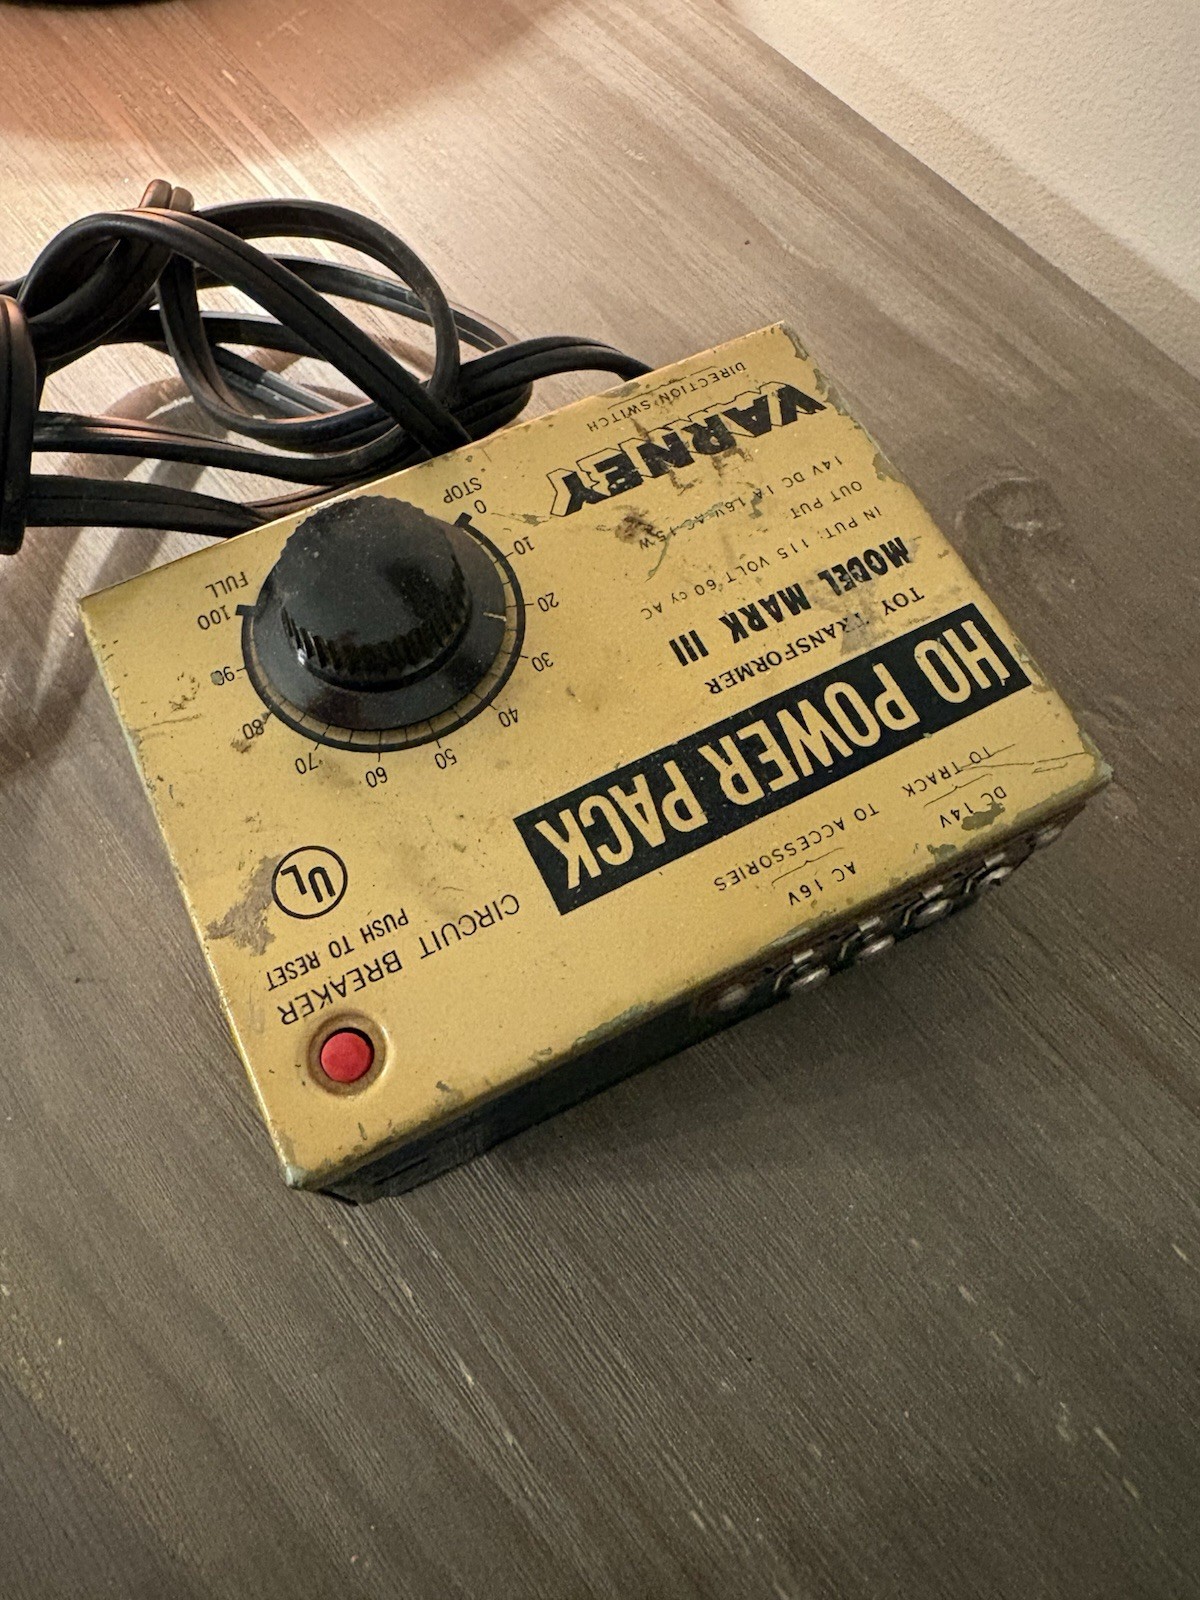 DC 14V
TO TRACK
AC 16V
TO ACCESSORIES
HO POWER PACK
TOY TRANSFORMER
MODEL MARK III
IN PUT: 115 VOLT 60 cy AC
OUT PUT
14V DC 1A 16V AC 15W
VARNEY
DIRECTION SWITCH
CIRCUIT BREAKER
PUSH TO RESET
UL
STOP
0
10
20
30
40
50
60
70
80
90
100
FULL